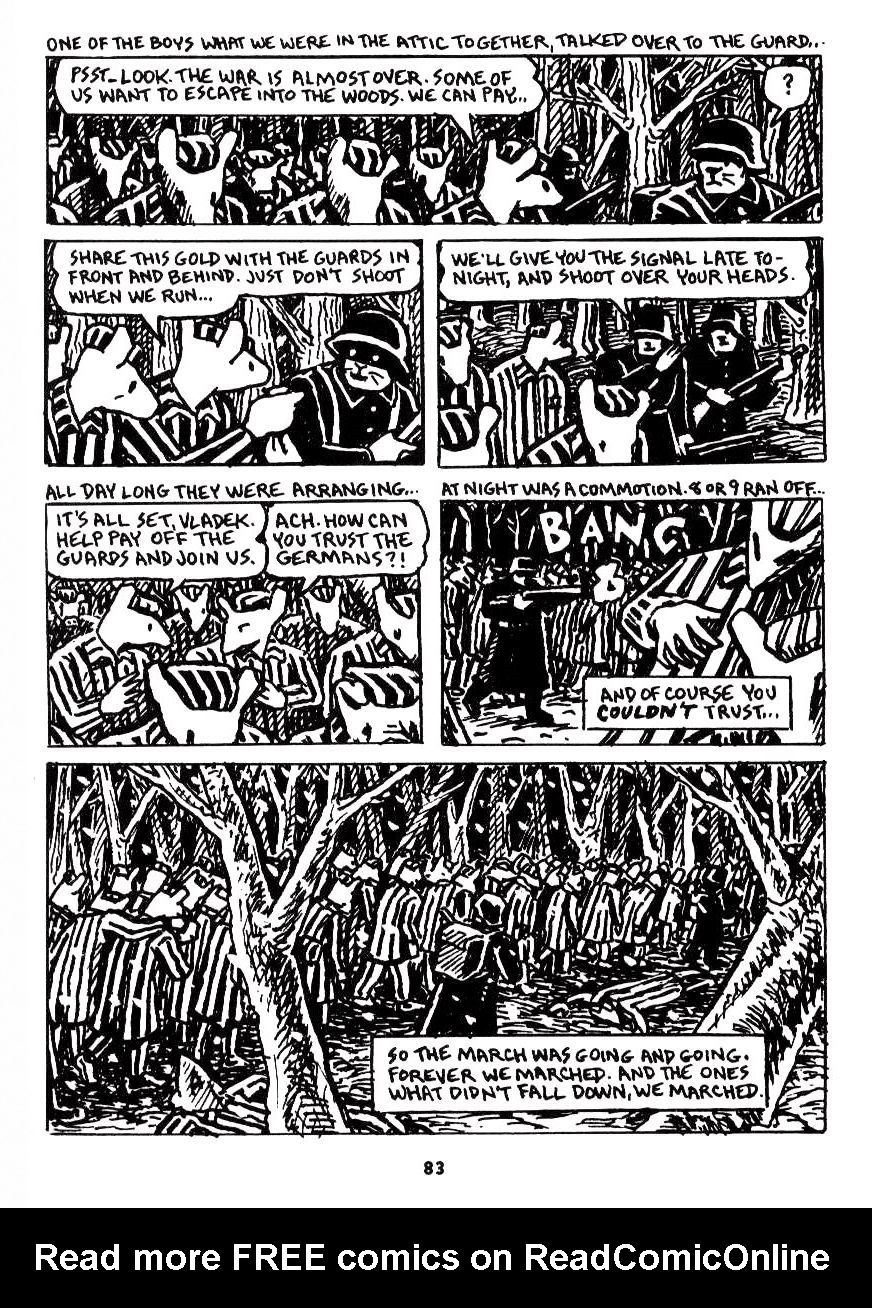 ONE OF THE BOYS WHAT WE WERE IN THE ATTIC TOGETHER, TALKED OVER TO THE GUARD...
PSST– LOOK. THE WAR IS ALMOST OVER. SOME OF
US WANT TO ESCAPE INTO THE WOODS. WE CAN PAY...
?
SHARE THIS GOLD WITH THE GUARDS IN
FRONT AND BEHIND. JUST DON'T SHOOT
WHEN WE RUN...
WE'LL GIVE YOU THE SIGNAL LATE TO-
NIGHT, AND SHOOT OVER YOUR HEADS.
ALL DAY LONG THEY WERE ARRANGING...
IT'S ALL SET, VLADEK.
HELP PAY OFF THE
GUARDS AND JOIN US.
ACH. HOW CAN
YOU TRUST THE
GERMANS?!
AT NIGHT WAS A COMMOTION. 8 OR 9 RAN OFF...
BANG
AND OF COURSE YOU
COULDN'T TRUST...
SO THE MARCH WAS GOING AND GOING.
FOREVER WE MARCHED. AND THE ONES
WHAT DIDN'T FALL DOWN, WE MARCHED.
83
Read more FREE comics on ReadComicOnline